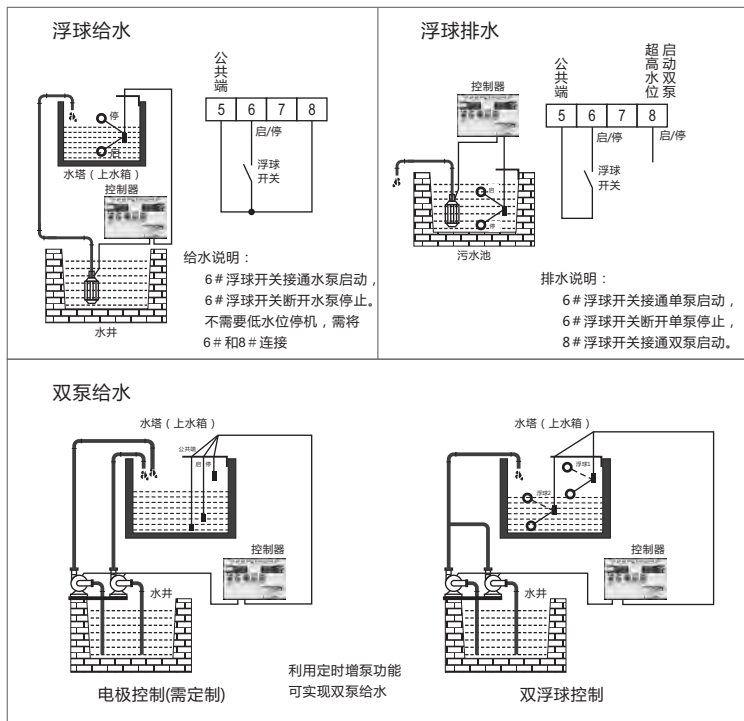 浮球给水
公共端
5 6 7 8
启/停
浮球
开关
停
启
水塔（上水箱）
控制器
水井
给水说明：
6＃浮球开关接通水泵启动，
6＃浮球开关断开水泵停止。
不需要低水位停机，需将
6＃和8＃连接
浮球排水
控制器
公共端
超高水位
启动双泵
5 6 7 8
启/停
启/停
浮球
开关
启
停
污水池
排水说明：
6＃浮球开关接通单泵启动，
6＃浮球开关断开单泵停止，
8＃浮球开关接通双泵启动。
双泵给水
水塔（上水箱）
公共端
启 停
控制器
水井
电极控制(需定制)
利用定时增泵功能
可实现双泵给水
水塔（上水箱）
浮球1
浮球2
控制器
水井
双浮球控制